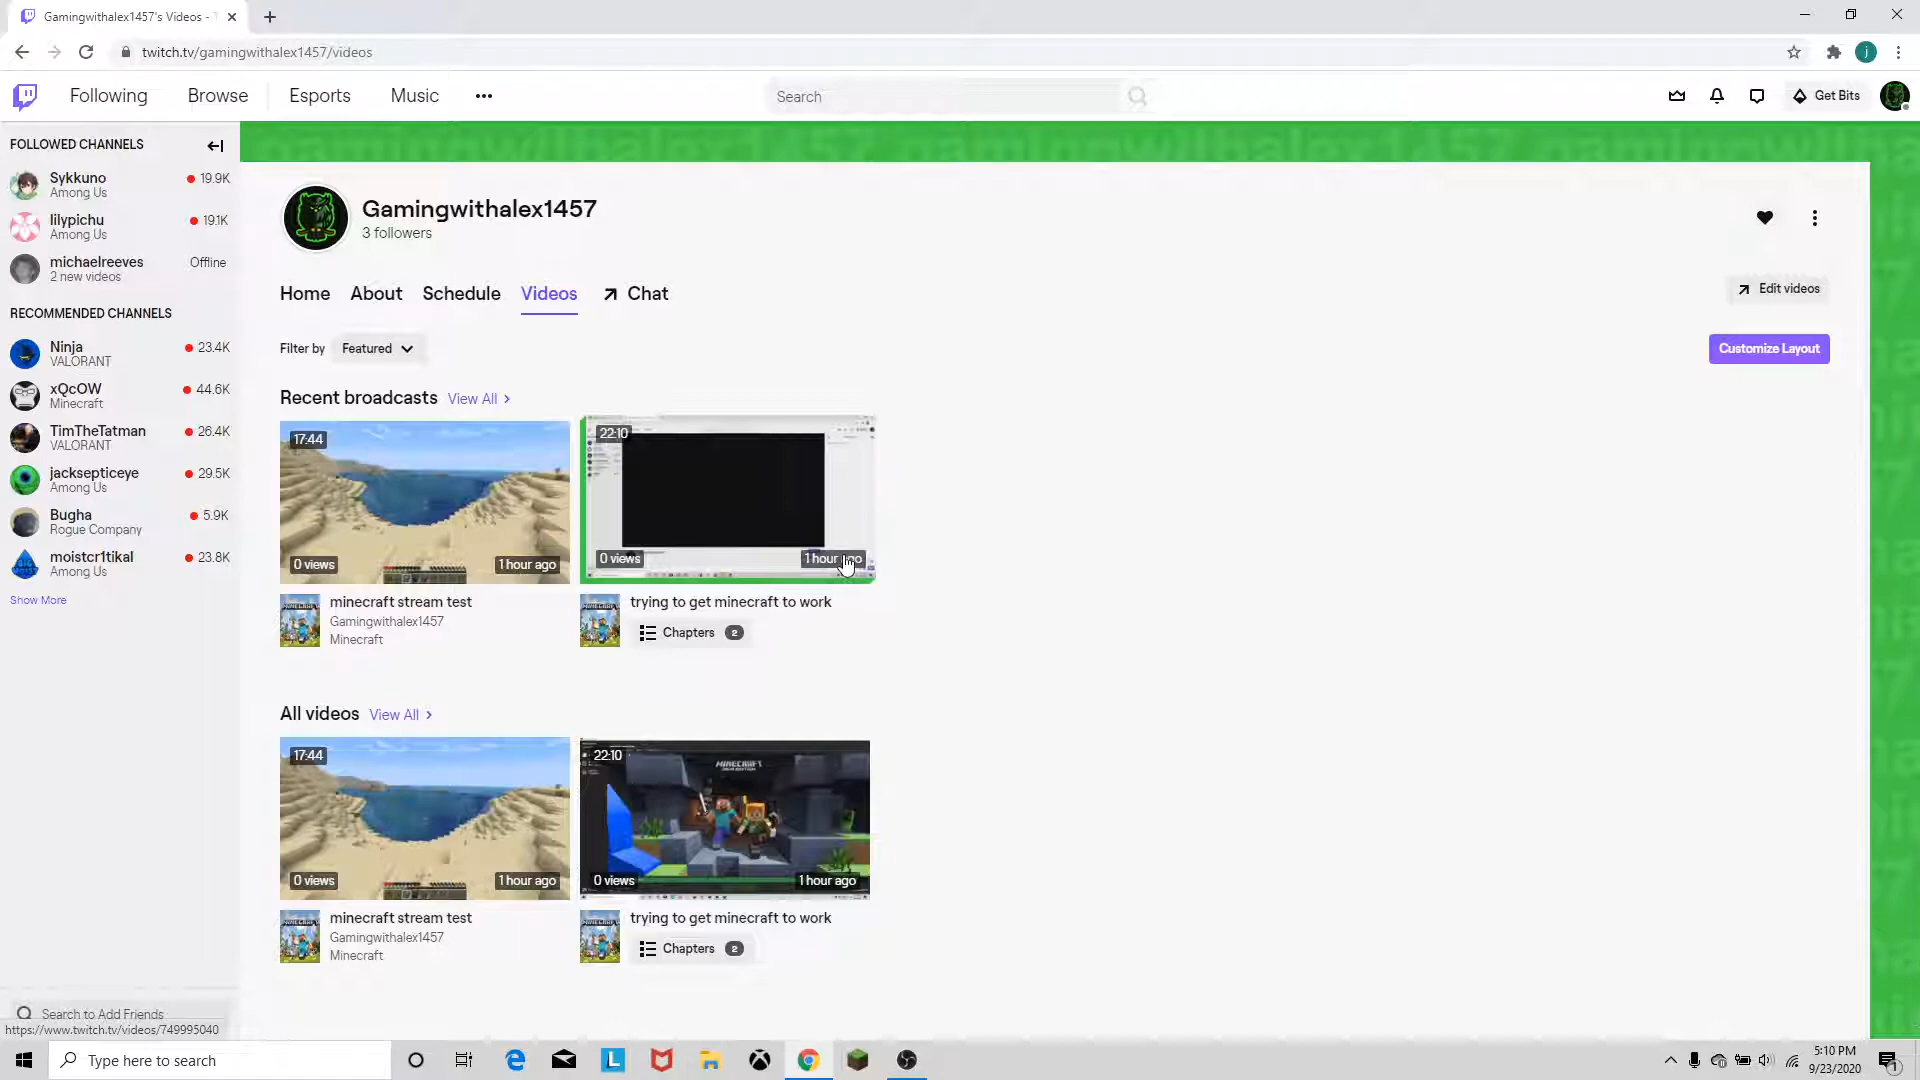 Gamingwithalex1457's Videos - T
twitch.tv/gamingwithalex1457/videos
j
Following
Browse
Esports
Music
Search
Get Bits
gamingwithalex1457 gamingwithalex1457 gamingwithalex1457
FOLLOWED CHANNELS
Sykkuno
19.9K
Among Us
lilypichu
19.1K
Among Us
michaelreeves
Offline
2 new videos
RECOMMENDED CHANNELS
Ninja
23.4K
VALORANT
xQcOW
44.6K
Minecraft
TimTheTatman
26.4K
VALORANT
jacksepticeye
29.5K
Among Us
Bugha
5.9K
Rogue Company
moistcr1tikal
23.8K
Among Us
Show More
Search to Add Friends
https://www.twitch.tv/videos/749995040
Gamingwithalex1457
3 followers
Home
About
Schedule
Videos
Chat
Edit videos
Filter by
Featured
Customize Layout
Recent broadcasts
View All
17:44
0 views
1 hour ago
minecraft stream test
Gamingwithalex1457
Minecraft
22:10
0 views
1 hour ago
trying to get minecraft to work
Chapters 2
All videos
View All
17:44
0 views
1 hour ago
minecraft stream test
Gamingwithalex1457
Minecraft
22:10
MINECRAFT
0 views
1 hour ago
trying to get minecraft to work
Chapters 2
Type here to search
5:10 PM
9/23/2020
1